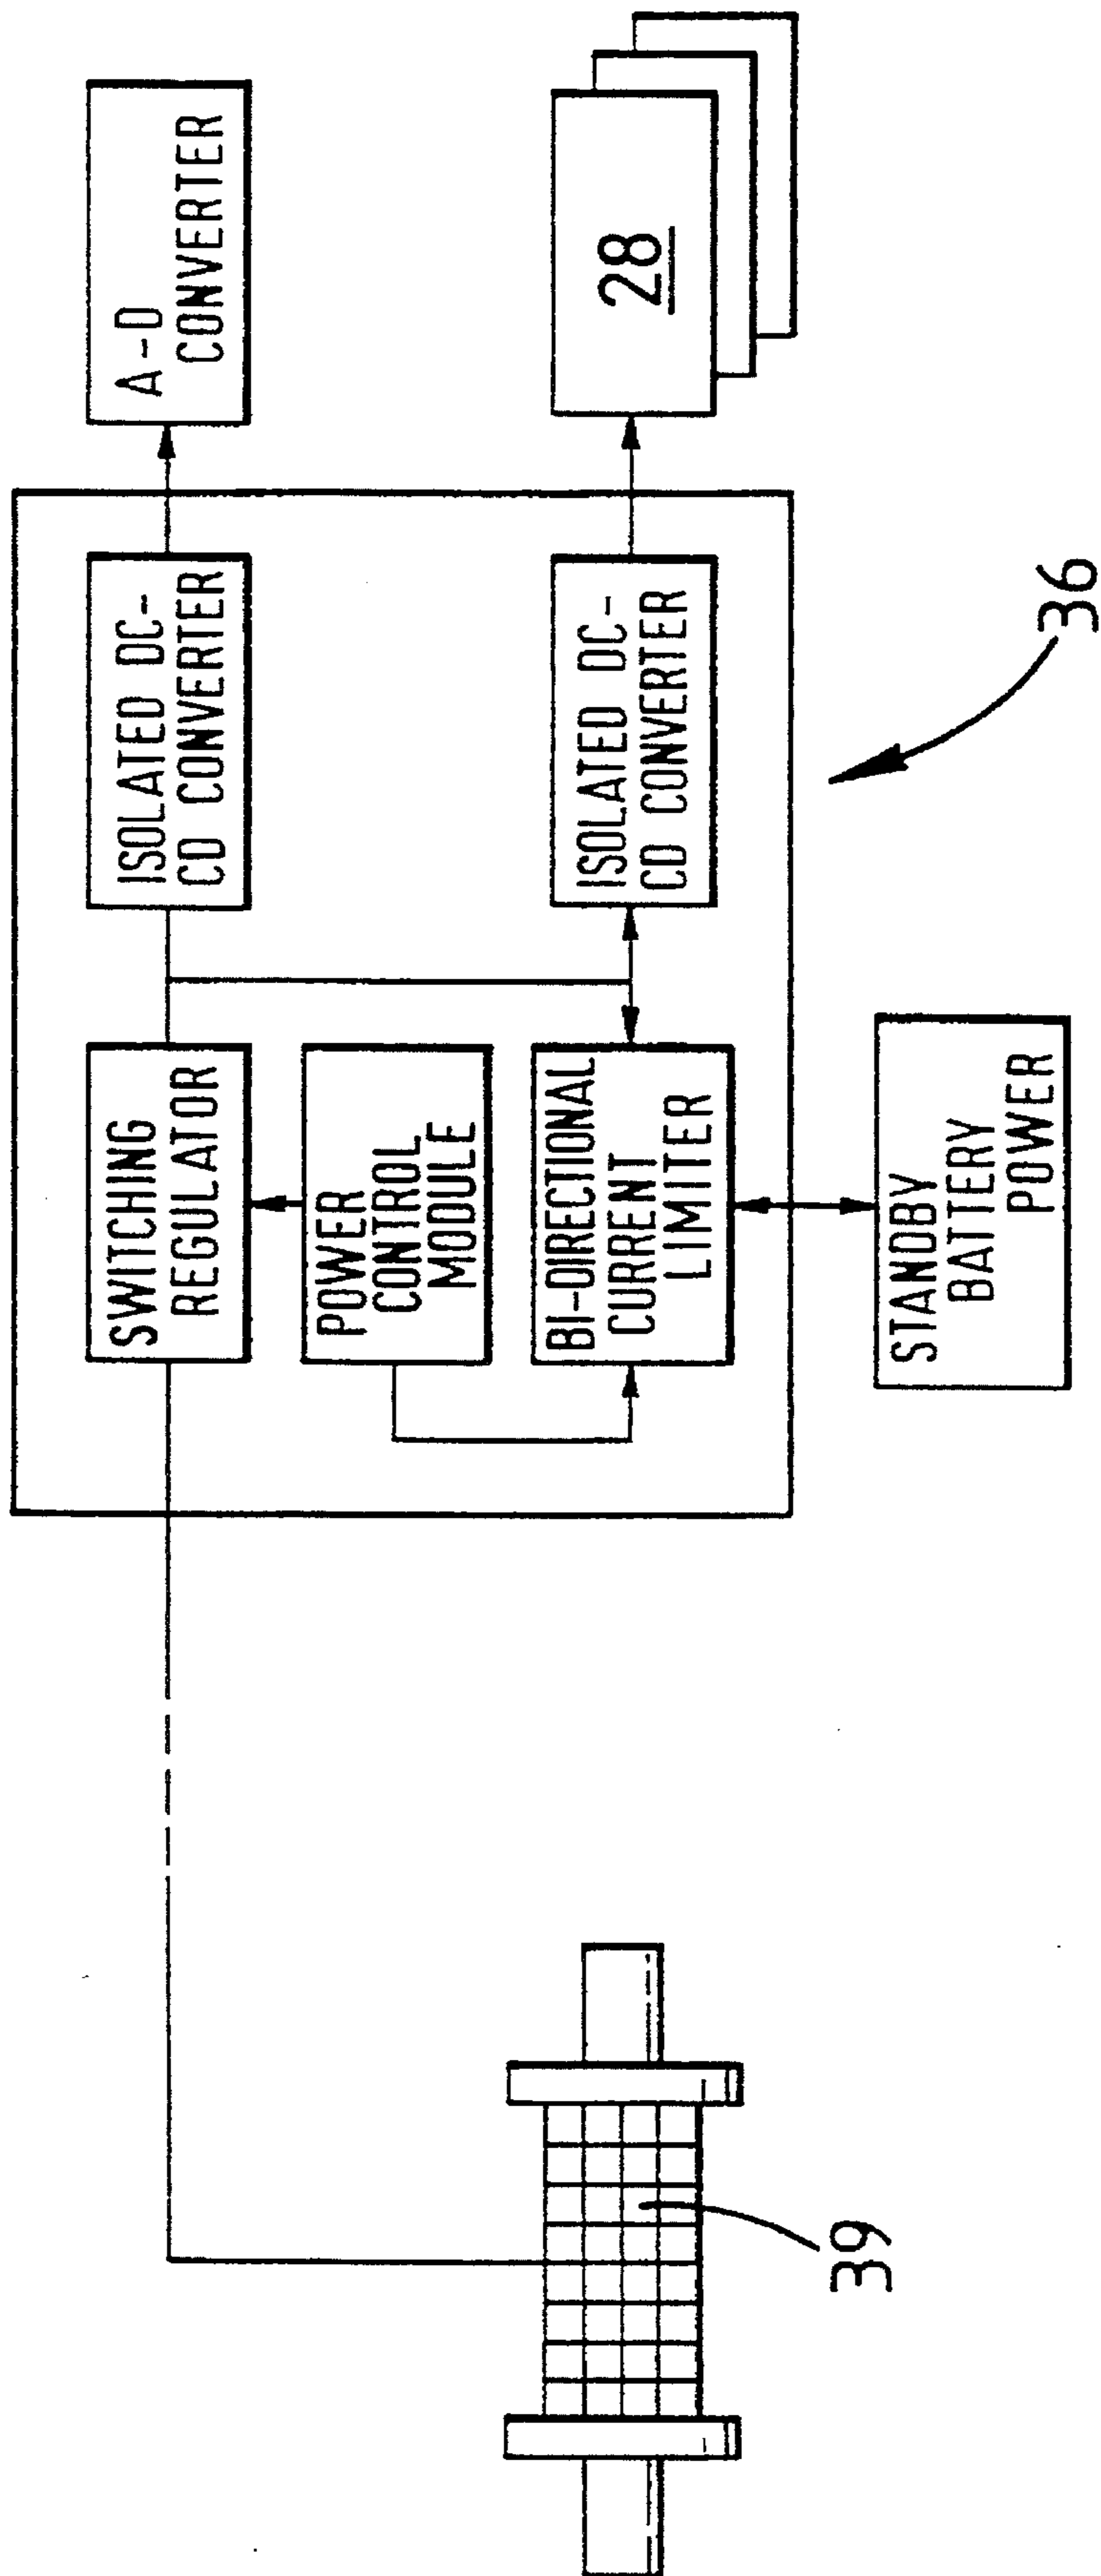 SWITCHING
REGULATOR
ISOLATED DC-
CD CONVERTER
A-D
CONVERTER
POWER
CONTROL
MODULE
BI-DIRECTIONAL
CURRENT
LIMITER
ISOLATED DC-
CD CONVERTER
28
STANDBY
BATTERY
POWER
39
36